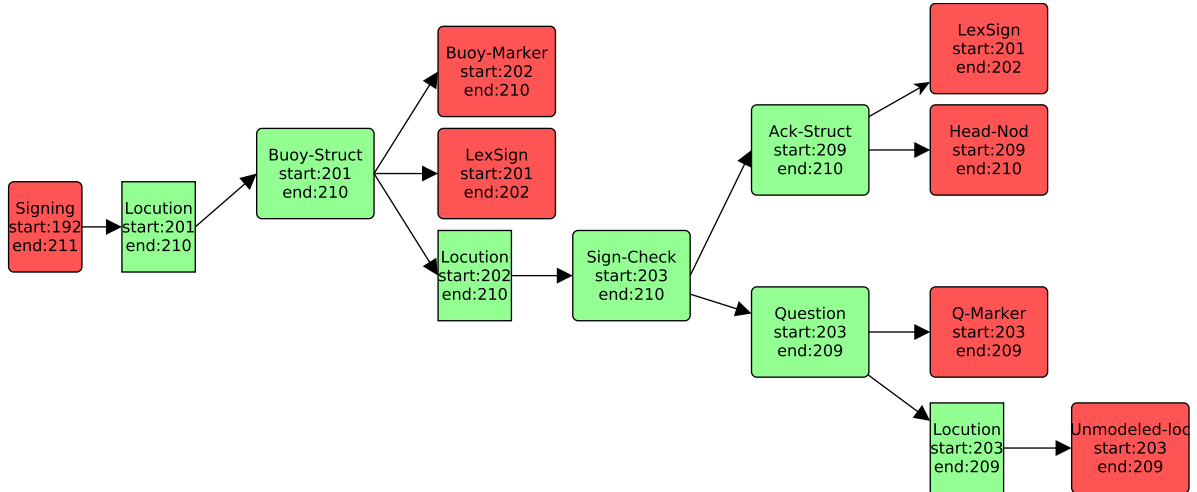 Signing
start:192
end:211
Locution
start:201
end:210
Buoy-Struct
start:201
end:210
Buoy-Marker
start:202
end:210
LexSign
start:201
end:202
Locution
start:202
end:210
Sign-Check
start:203
end:210
Ack-Struct
start:209
end:210
LexSign
start:201
end:202
Head-Nod
start:209
end:210
Question
start:203
end:209
Q-Marker
start:203
end:209
Locution
start:203
end:209
Unmodeled-loc
start:203
end:209